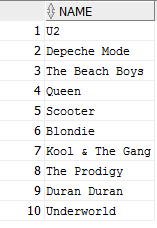 NAME
1 U2
2 Depeche Mode
3 The Beach Boys
4 Queen
5 Scooter
6 Blondie
7 Kool & The Gang
8 The Prodigy
9 Duran Duran
10 Underworld